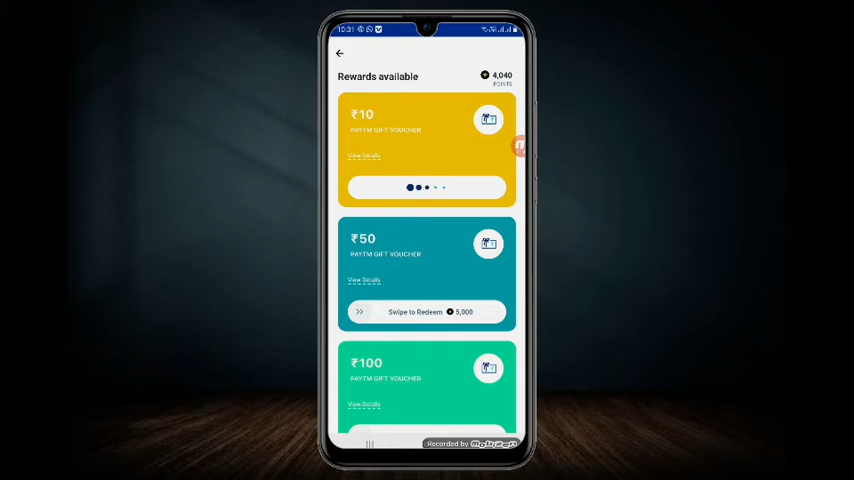 10:31
Rewards available
4,040
POINTS
₹10
PAYTM GIFT VOUCHER
View Details
₹50
PAYTM GIFT VOUCHER
View Details
Swipe to Redeem 5,000
₹100
PAYTM GIFT VOUCHER
View Details
Recorded by mobizen